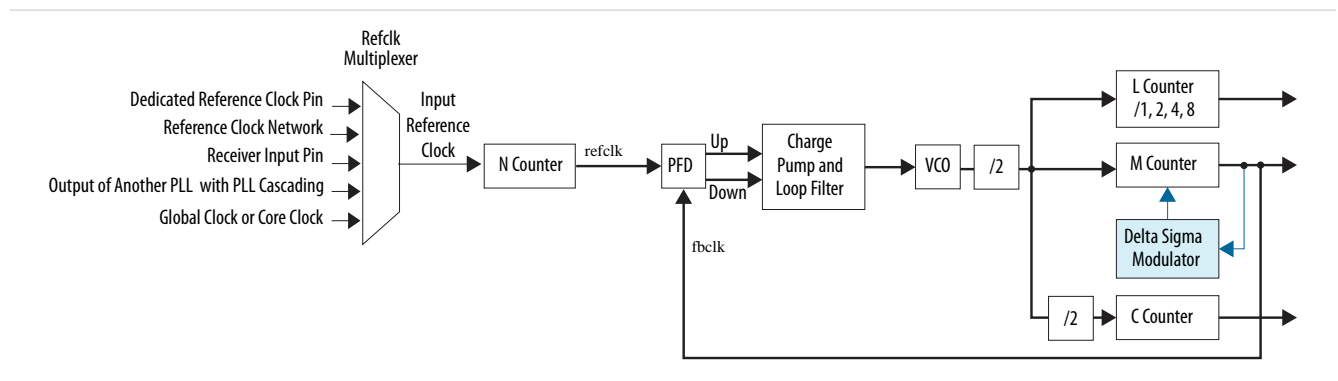 Refclk
Multiplexer
Dedicated Reference Clock Pin
Reference Clock Network
Receiver Input Pin
Output of Another PLL with PLL Cascading
Global Clock or Core Clock
Input
Reference
Clock
N Counter
refclk
PFD
Up
Down
fbclk
Charge
Pump and
Loop Filter
VCO
/2
L Counter
/1, 2, 4, 8
M Counter
Delta Sigma
Modulator
/2
C Counter